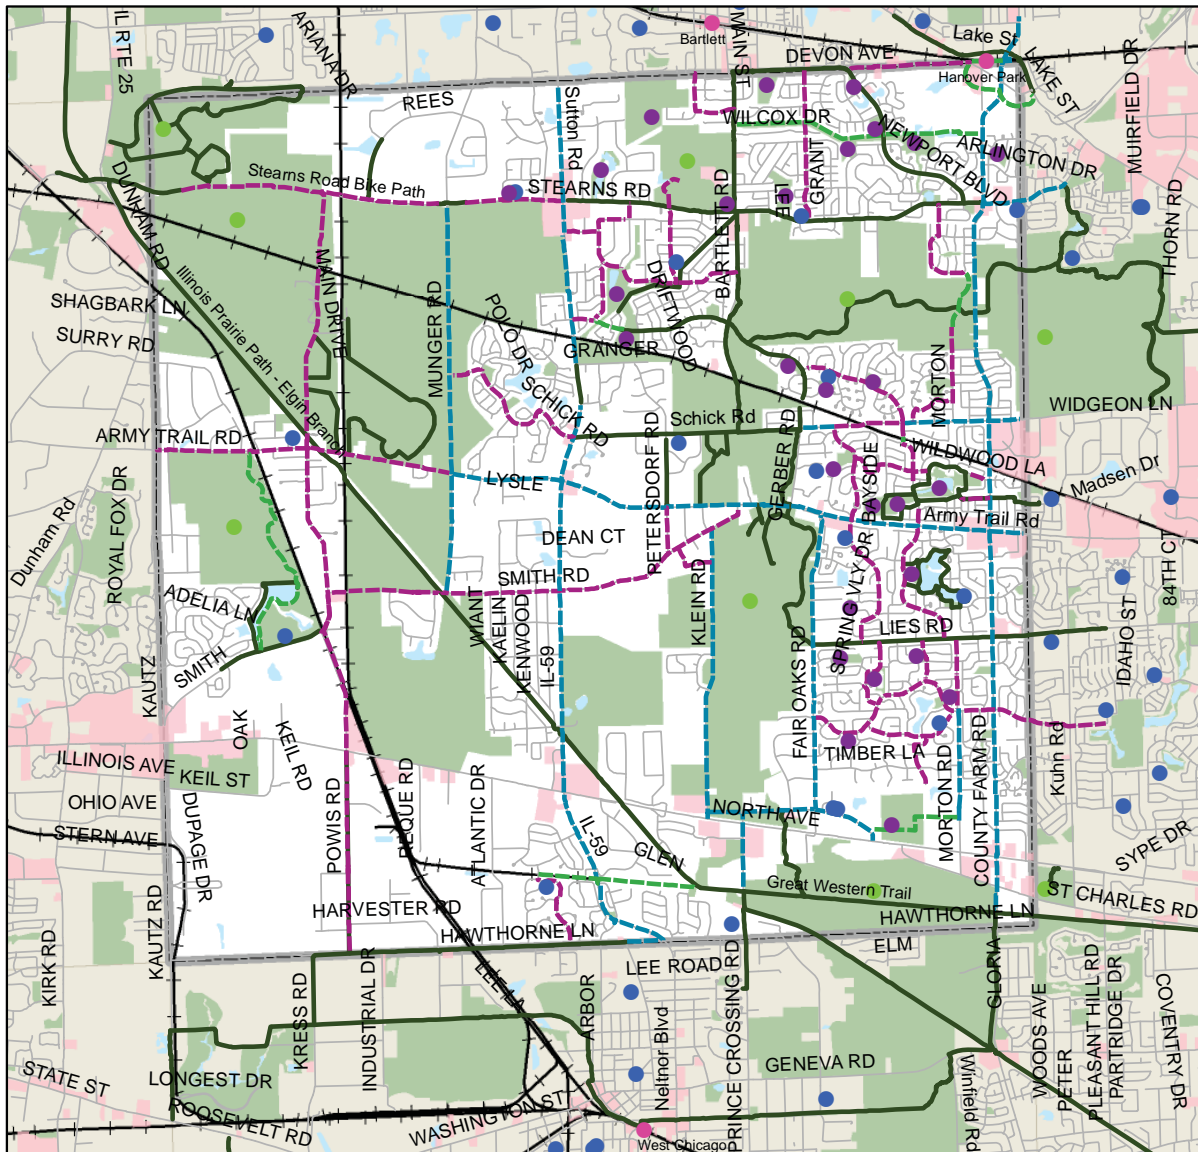 IL RTE 25
ARIANA DR
MAIN ST
Bartlett
Lake St
LAKE ST
DEVON AVE
Hanover Park
MUIRFIELD DR
REES
Sutton Rd
WILCOX DR
NEWPORT BLVD
ARLINGTON DR
GRANT
LEE
Stearns Road Bike Path
STEARNS RD
BARTLETT RD
THORN RD
DUNHAM RD
MAIN DRIVE
Illinois Prairie Path - Elgin Branch
SHAGBARK LN
SURRY RD
MUNGER RD
POLO DR
DRIFTWOOD
GRANGER
SCHICK RD
Schick Rd
MORTON
WIDGEON LN
ARMY TRAIL RD
PETERSDORF RD
GERBER RD
WILDWOOD LA
Madsen Dr
ROYAL FOX DR
Dunham Rd
LYSLE
BAYSIDE
Army Trail Rd
DEAN CT
84TH CT
SMITH RD
SPRING VLY DR
ADELIA LN
WIANT
KAELIN
KENWOOD
IL-59
KLEIN RD
LIES RD
IDAHO ST
SMITH
KAUTZ
FAIR OAKS RD
OAK
KEIL RD
TIMBER LA
Kuhn Rd
ILLINOIS AVE
KEIL ST
OHIO AVE
STERN AVE
DUPAGE DR
POWIS RD
PEQUE RD
ATLANTIC DR
IL-59
GLEN
NORTH AVE
MORTON RD
COUNTY FARM RD
SYPE DR
Great Western Trail
ST CHARLES RD
HARVESTER RD
HAWTHORNE LN
HAWTHORNE LN
KAUTZ RD
KIRK RD
LEE LA
LEE ROAD
ELM
PRINCE CROSSING RD
GLORIA
KRESS RD
INDUSTRIAL DR
ARBOR
Neltnor Blvd
GENEVA RD
WOODS AVE
PETER
PLEASANT HILL RD
PARTRIDGE DR
COVENTRY DR
STATE ST
LONGEST DR
ROOSEVELT RD
WASHINGTON ST
Winfield Rd
West Chicago